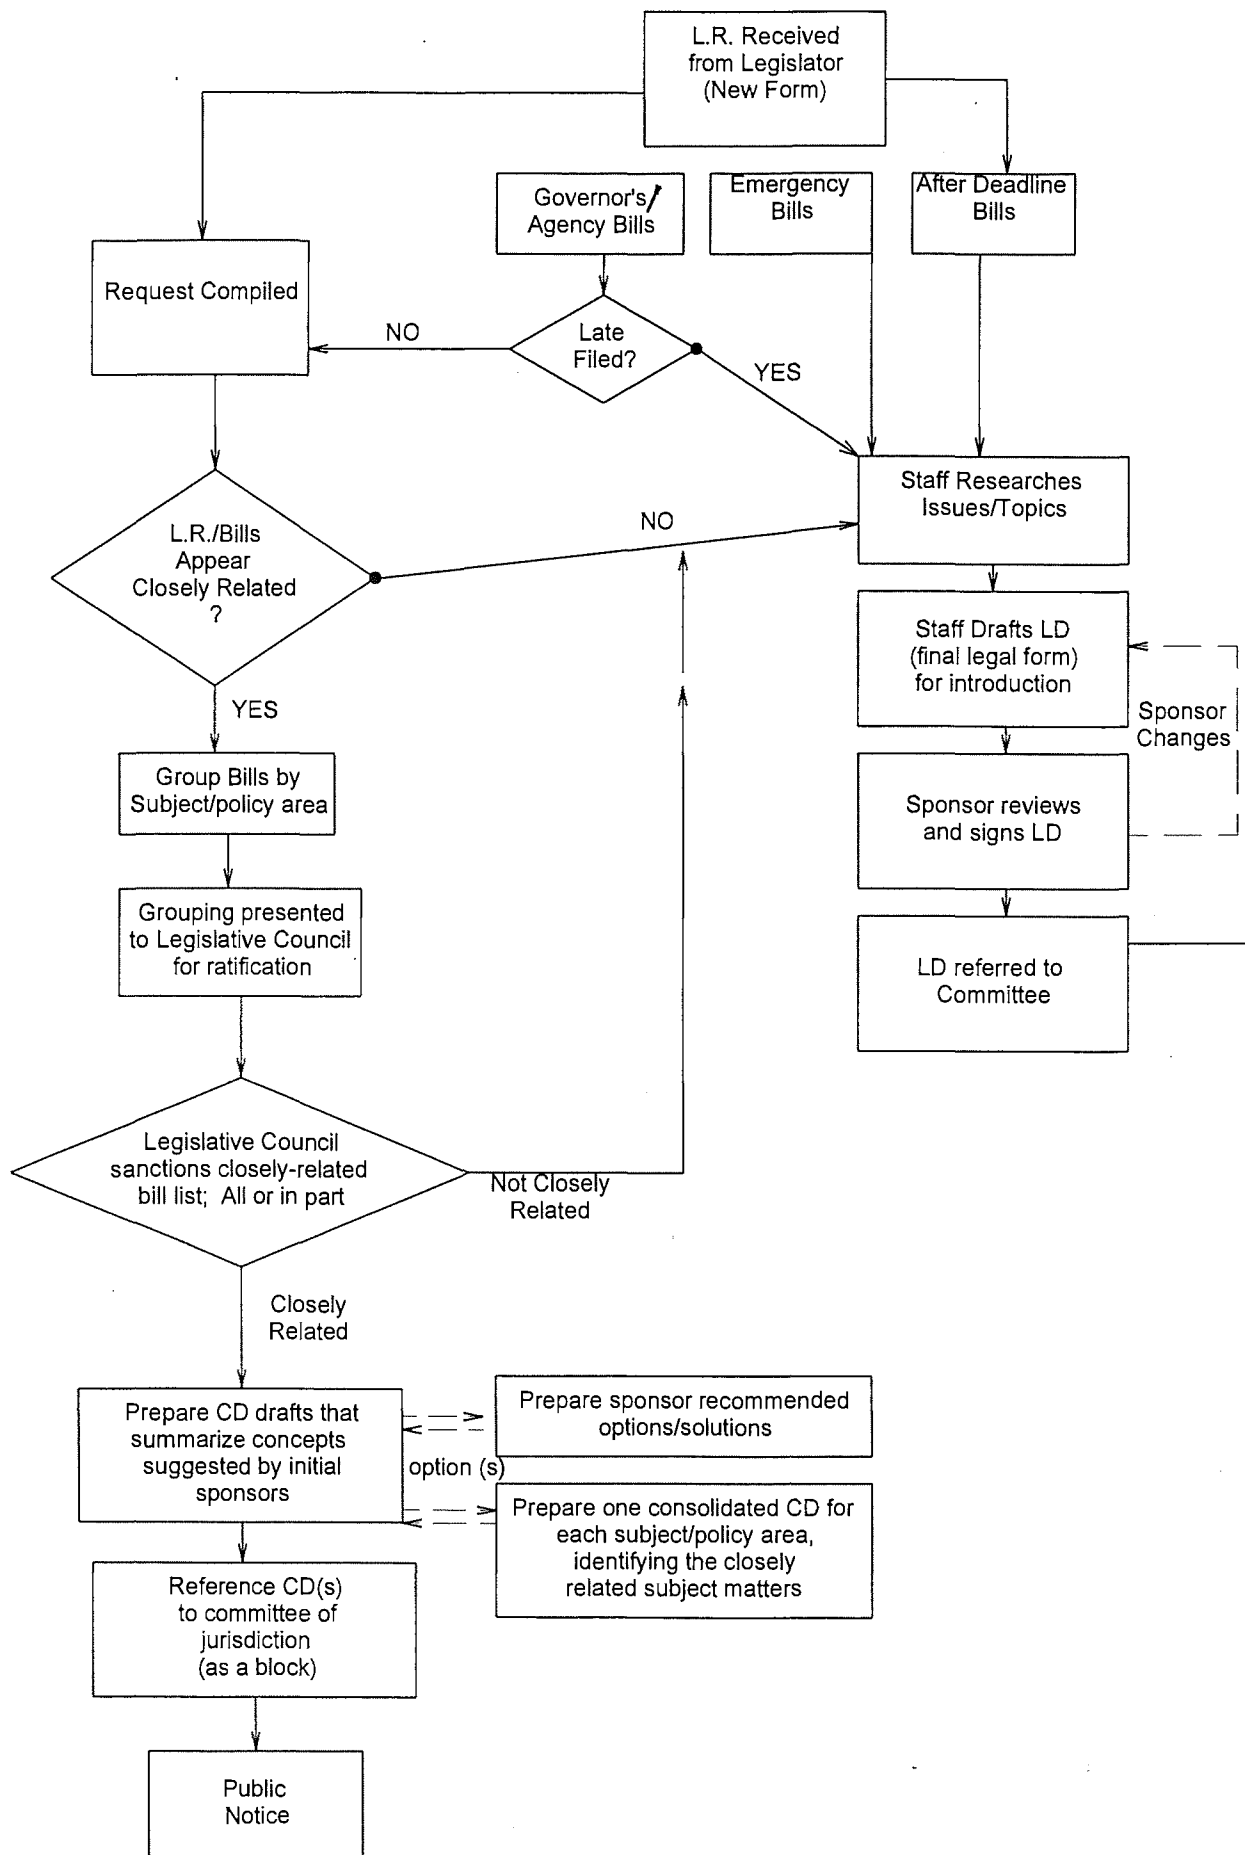 L.R. Received
from Legislator
(New Form)
Governor's/
Agency Bills
Emergency
Bills
After Deadline
Bills
Request Compiled
NO
Late
Filed?
YES
Staff Researches
Issues/Topics
L.R./Bills
Appear
Closely Related
?
NO
Staff Drafts LD
(final legal form)
for introduction
YES
Sponsor
Changes
Group Bills by
Subject/policy area
Sponsor reviews
and signs LD
Grouping presented
to Legislative Council
for ratification
LD referred to
Committee
Legislative Council
sanctions closely-related
bill list; All or in part
Not Closely
Related
Closely
Related
Prepare CD drafts that
summarize concepts
suggested by initial
sponsors
Prepare sponsor recommended
options/solutions
option (s)
Prepare one consolidated CD for
each subject/policy area,
identifying the closely
related subject matters
Reference CD(s)
to committee of
jurisdiction
(as a block)
Public
Notice